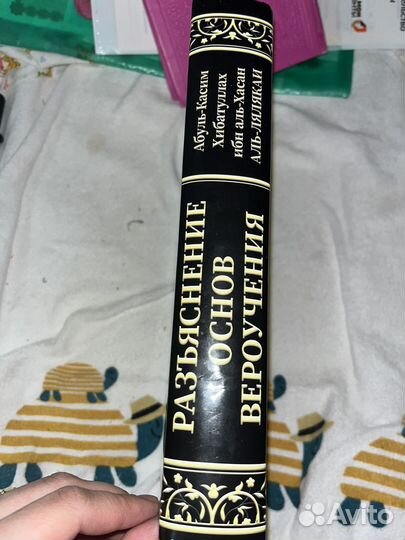 Абуль-Касим
Хибатуллах
ибн аль-Хасан
АЛЬ-ЛЯЛЯКАИ
РАЗЪЯСНЕНИЕ
ОСНОВ
ВЕРОУЧЕНИЯ
Avito